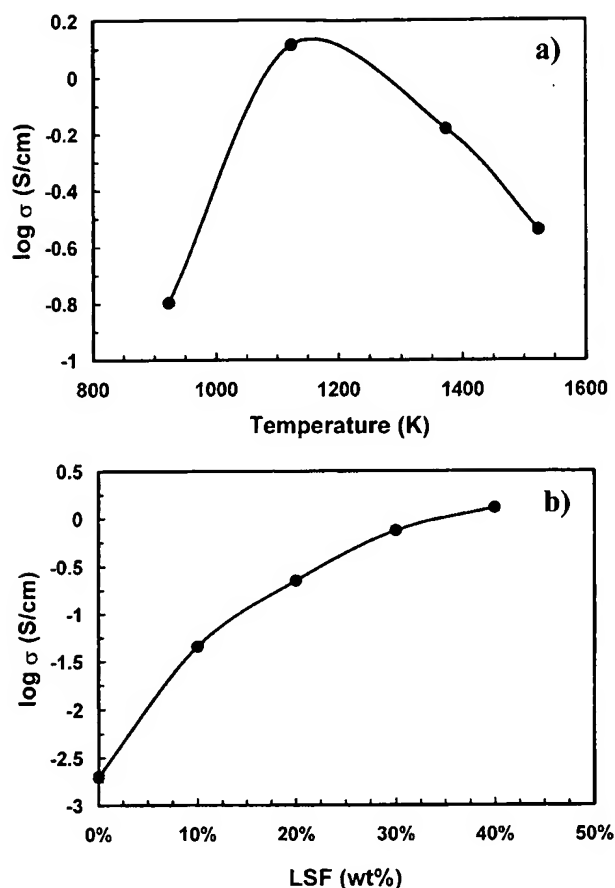 a)
0.2
0
-0.2
-0.4
-0.6
-0.8
-1
log σ (S/cm)
800 1000 1200 1400 1600
Temperature (K)
b)
0.5
0
-0.5
-1
-1.5
-2
-2.5
-3
log σ (S/cm)
0% 10% 20% 30% 40% 50%
LSF (wt%)